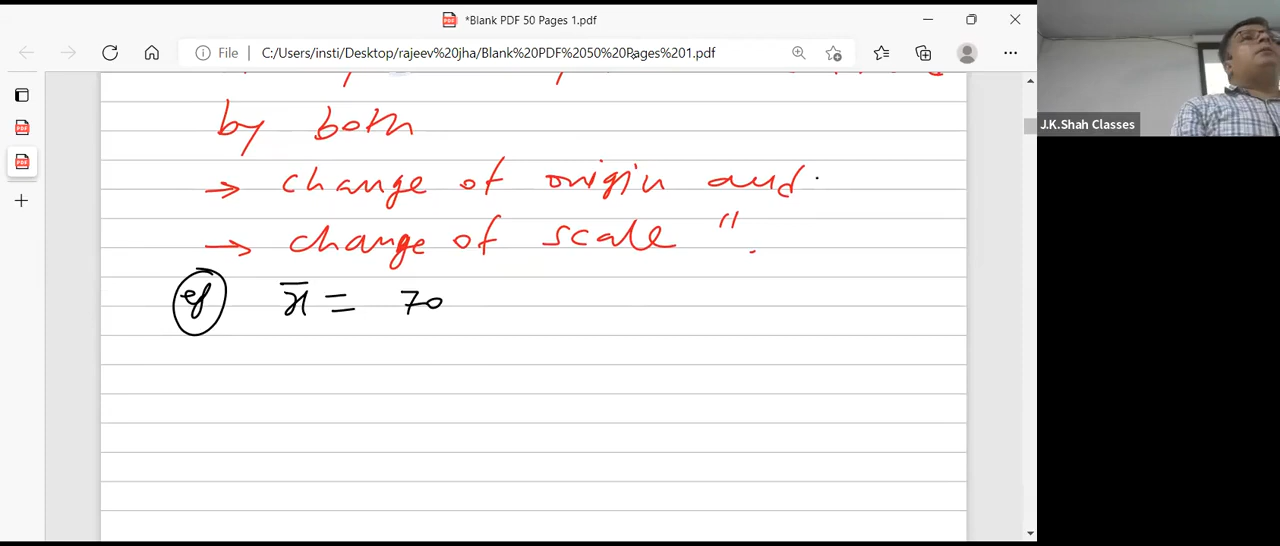 *Blank PDF 50 Pages 1.pdf
File C:/Users/insti/Desktop/rajeev%20jha/Blank%20PDF%2050%20Pages%201.pdf
J.K.Shah Classes
by both
→ change of origin and
→ change of scale ".
eg x̄ = 70